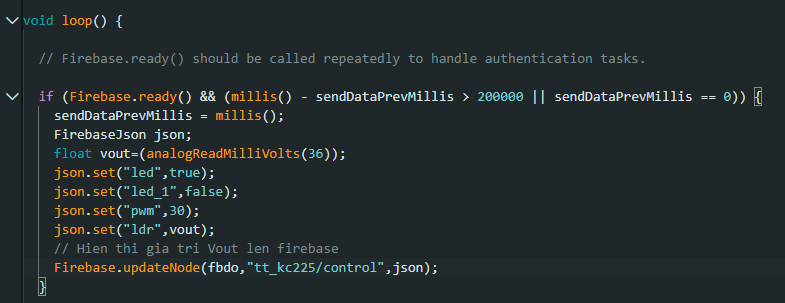 void loop() {
// Firebase.ready() should be called repeatedly to handle authentication tasks.
if (Firebase.ready() && (millis() - sendDataPrevMillis > 200000 || sendDataPrevMillis == 0)) {
sendDataPrevMillis = millis();
FirebaseJson json;
float vout=(analogReadMilliVolts(36));
json.set("led",true);
json.set("led_1",false);
json.set("pwm",30);
json.set("ldr",vout);
// Hien thi gia tri Vout len firebase
Firebase.updateNode(fbdo,"tt_kc225/control",json);
}